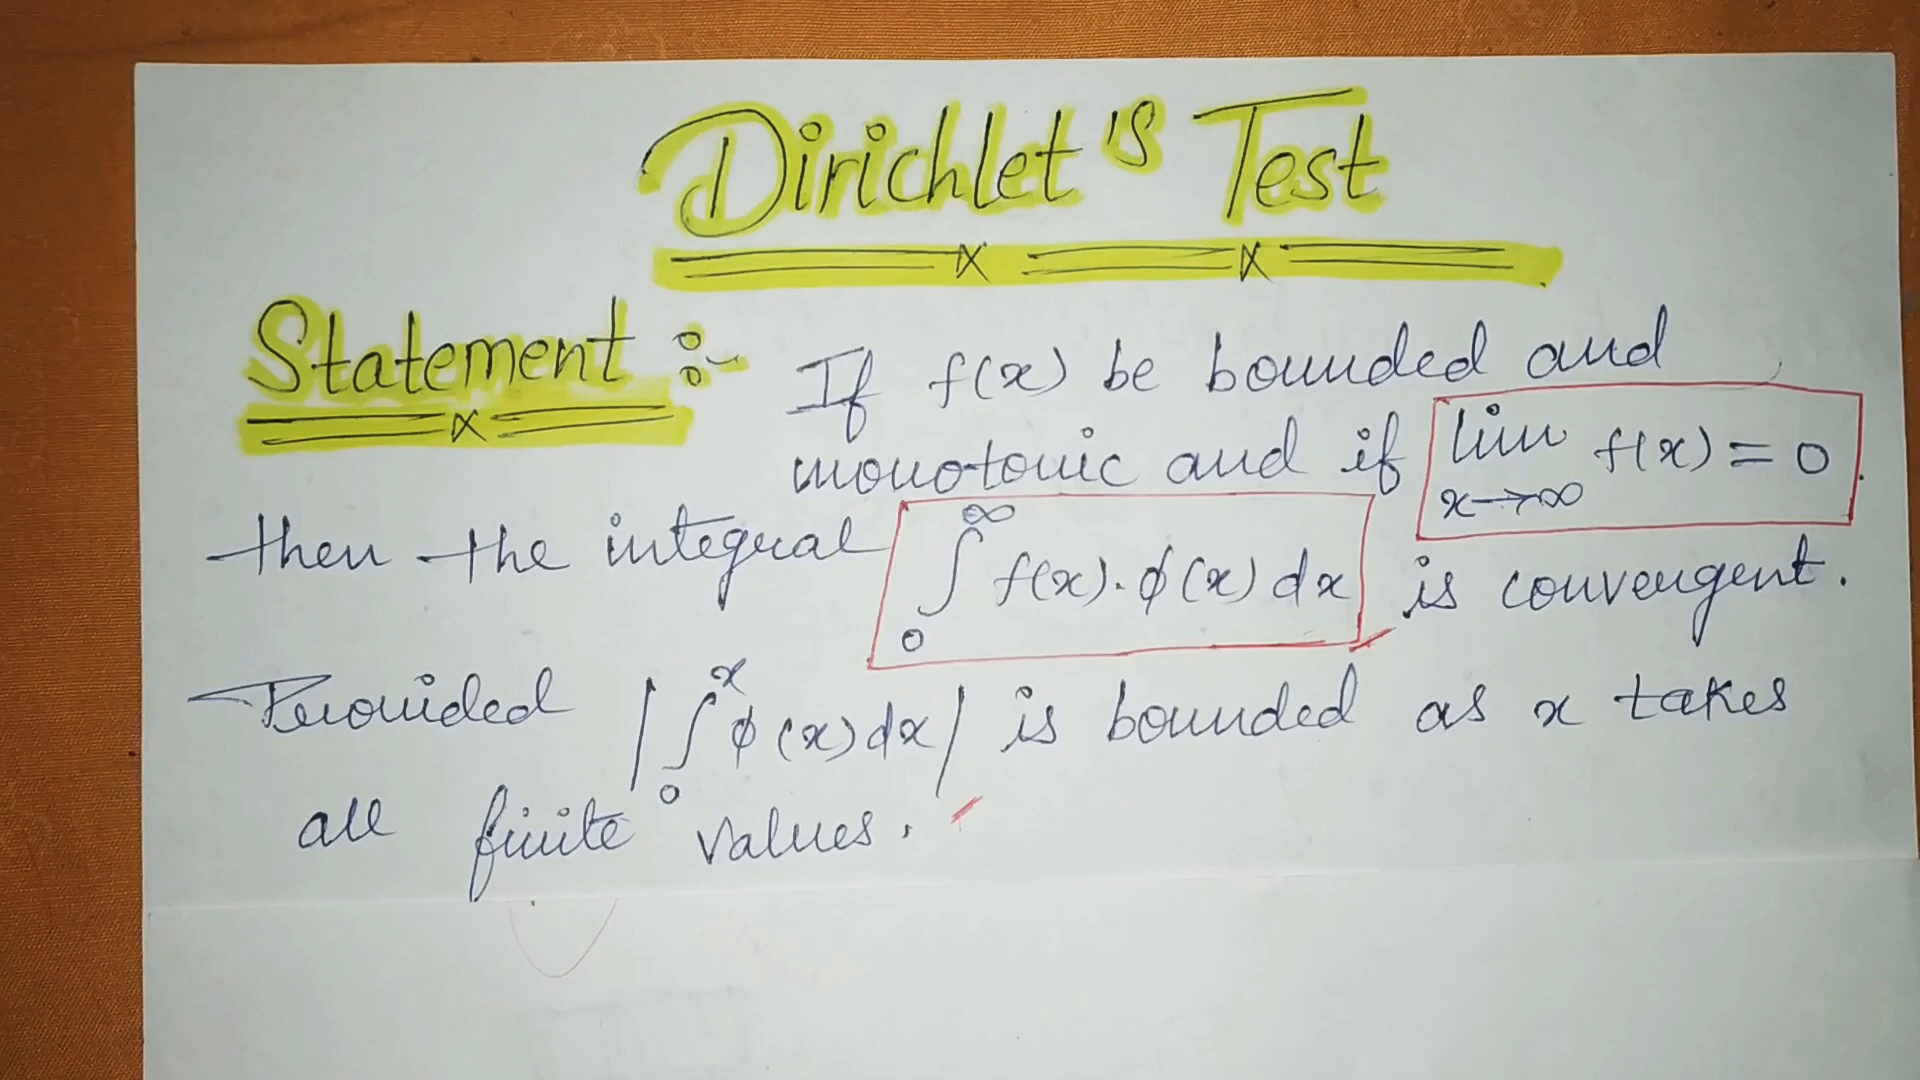 Dirichlet's Test
Statement :- If f(x) be bounded and
monotonic and if lim x→∞ f(x) = 0.
then the integral ∫₀^∞ f(x).ϕ(x) dx is convergent.
Provided |∫₀^x ϕ(x) dx| is bounded as x takes
all finite values.